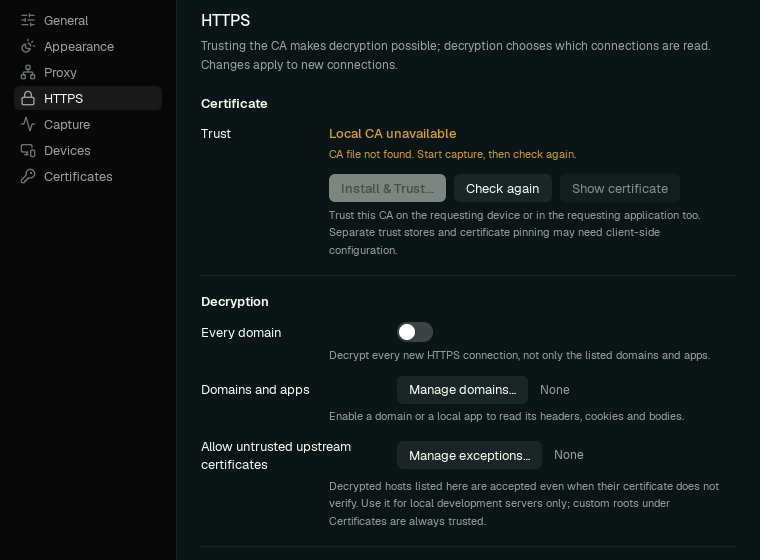 General
Appearance
Proxy
HTTPS
Capture
Devices
Certificates
HTTPS
Trusting the CA makes decryption possible; decryption chooses which connections are read.
Changes apply to new connections.
Certificate
Trust
Local CA unavailable
CA file not found. Start capture, then check again.
Install & Trust...
Check again
Show certificate
Trust this CA on the requesting device or in the requesting application too.
Separate trust stores and certificate pinning may need client-side
configuration.
Decryption
Every domain
Decrypt every new HTTPS connection, not only the listed domains and apps.
Domains and apps
Manage domains...
None
Enable a domain or a local app to read its headers, cookies and bodies.
Allow untrusted upstream
certificates
Manage exceptions...
None
Decrypted hosts listed here are accepted even when their certificate does not
verify. Use it for local development servers only; custom roots under
Certificates are always trusted.